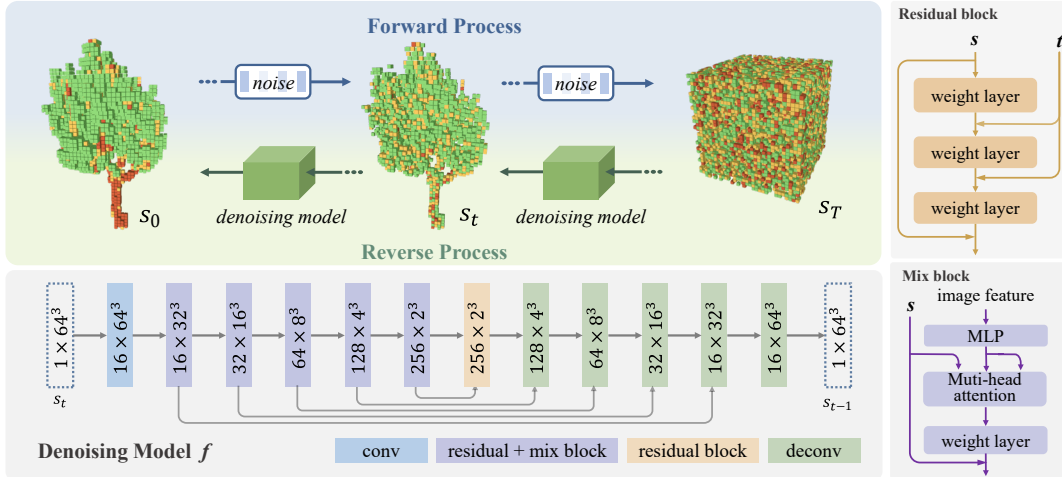 Forward Process
noise
noise
s₀
denoising model
sₜ
denoising model
s_T
Reverse Process
1 × 64³
sₜ
16 × 64³
16 × 32³
32 × 16³
64 × 8³
128 × 4³
256 × 2³
256 × 2³
128 × 4³
64 × 8³
32 × 16³
16 × 32³
16 × 64³
1 × 64³
sₜ₋₁
Denoising Model f
conv
residual + mix block
residual block
deconv
Residual block
s
t
weight layer
weight layer
weight layer
Mix block
s
image feature
MLP
Muti-head
attention
weight layer